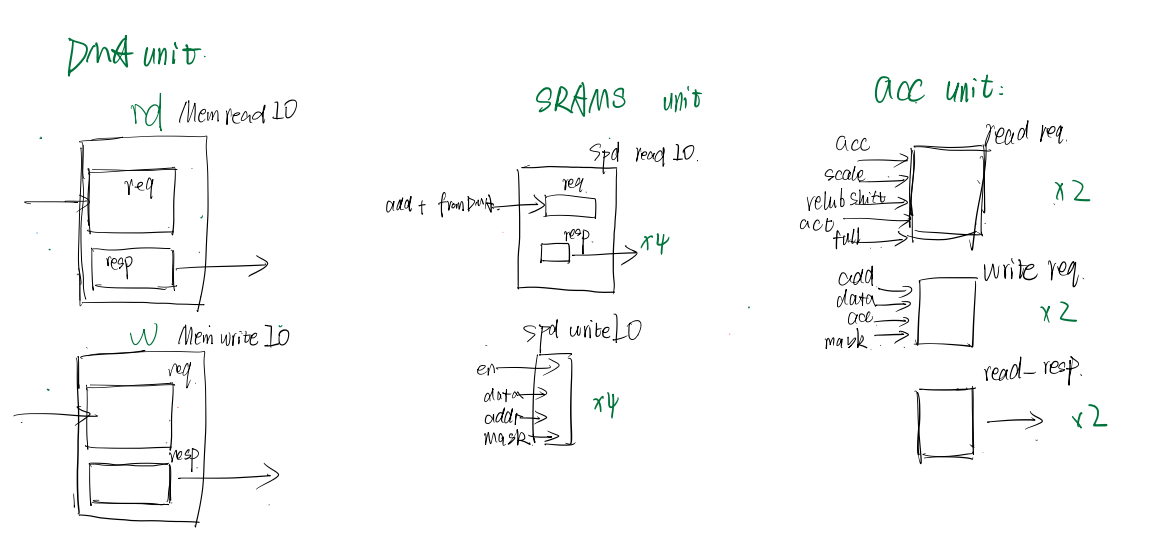 DMA unit.
rd Mem read IO
req
resp
W Mem write IO
req
resp
SRAMS unit
Spd read IO.
req.
add + from DMA.
resp.
x4
Spd write IO
en
data
addr
mask
x4
acc unit:
read req.
acc
scale
relub shift
act
full
x2
write req.
add
data
acc
mask
x2
read_resp.
x2